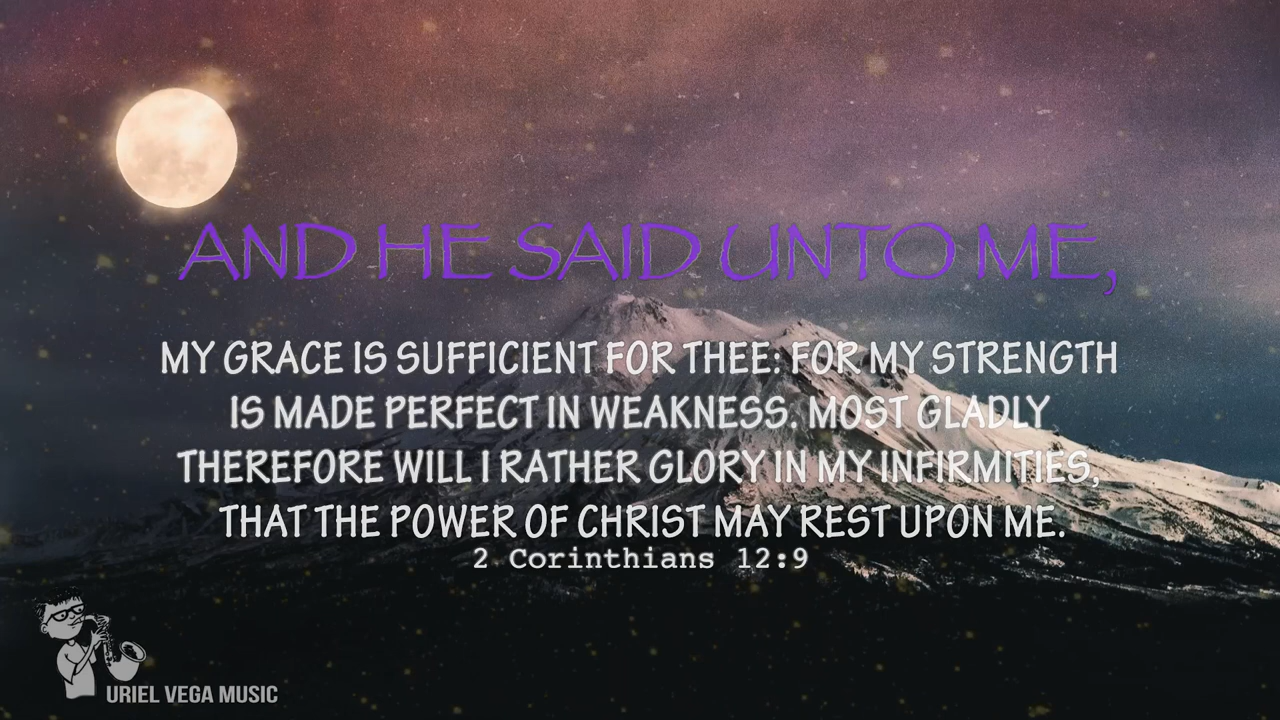 AND HE SAID UNTO ME,
MY GRACE IS SUFFICIENT FOR THEE: FOR MY STRENGTH
IS MADE PERFECT IN WEAKNESS. MOST GLADLY
THEREFORE WILL I RATHER GLORY IN MY INFIRMITIES,
THAT THE POWER OF CHRIST MAY REST UPON ME.
2 Corinthians 12:9
URIEL VEGA MUSIC